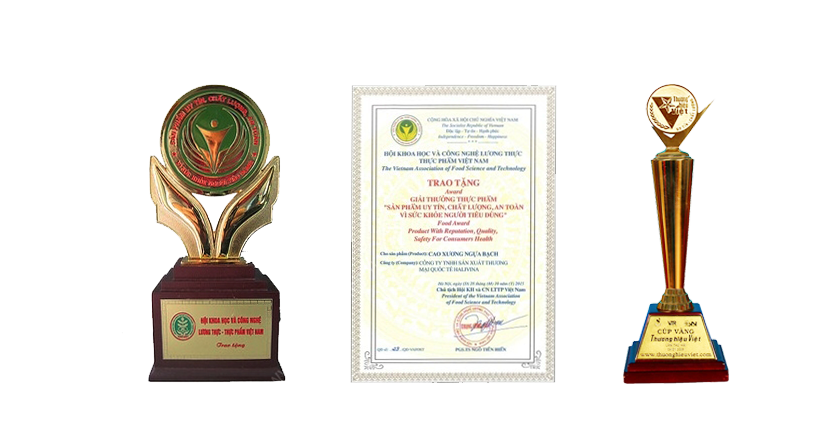 SẢN PHẨM UY TÍN, CHẤT LƯỢNG, AN TOÀN
HỘI KHOA HỌC VÀ CÔNG NGHỆ
LƯƠNG THỰC - THỰC PHẨM VIỆT NAM
Trao tặng
CỘNG HÒA XÃ HỘI CHỦ NGHĨA VIỆT NAM
The Socialist Republic of Vietnam
Độc lập - Tự do - Hạnh phúc
Independence - Freedom - Happiness
HỘI KHOA HỌC VÀ CÔNG NGHỆ LƯƠNG THỰC
THỰC PHẨM VIỆT NAM
The Vietnam Association of Food Science and Technology
TRAO TẶNG
Award
GIẢI THƯỞNG THỰC PHẨM
"SẢN PHẨM UY TÍN, CHẤT LƯỢNG, AN TOÀN
VÌ SỨC KHỎE NGƯỜI TIÊU DÙNG"
Food Award
Product With Reputation, Quality,
Safety For Consumers Health
Cho sản phẩm (Product): CAO XƯƠNG NGỰA BẠCH
Công ty (Company): CÔNG TY TNHH SẢN XUẤT THƯƠNG
MẠI QUỐC TẾ HALIVINA
Chủ tịch Hội KH và CN LTTP Việt Nam
President of the Vietnam Association
of Food Science and Technology
PGS.TS NGÔ TIẾN HIỂN
Thương
hiệu
Việt
CÚP VÀNG
Thương hiệu Việt
www.thuonghieuviet.com